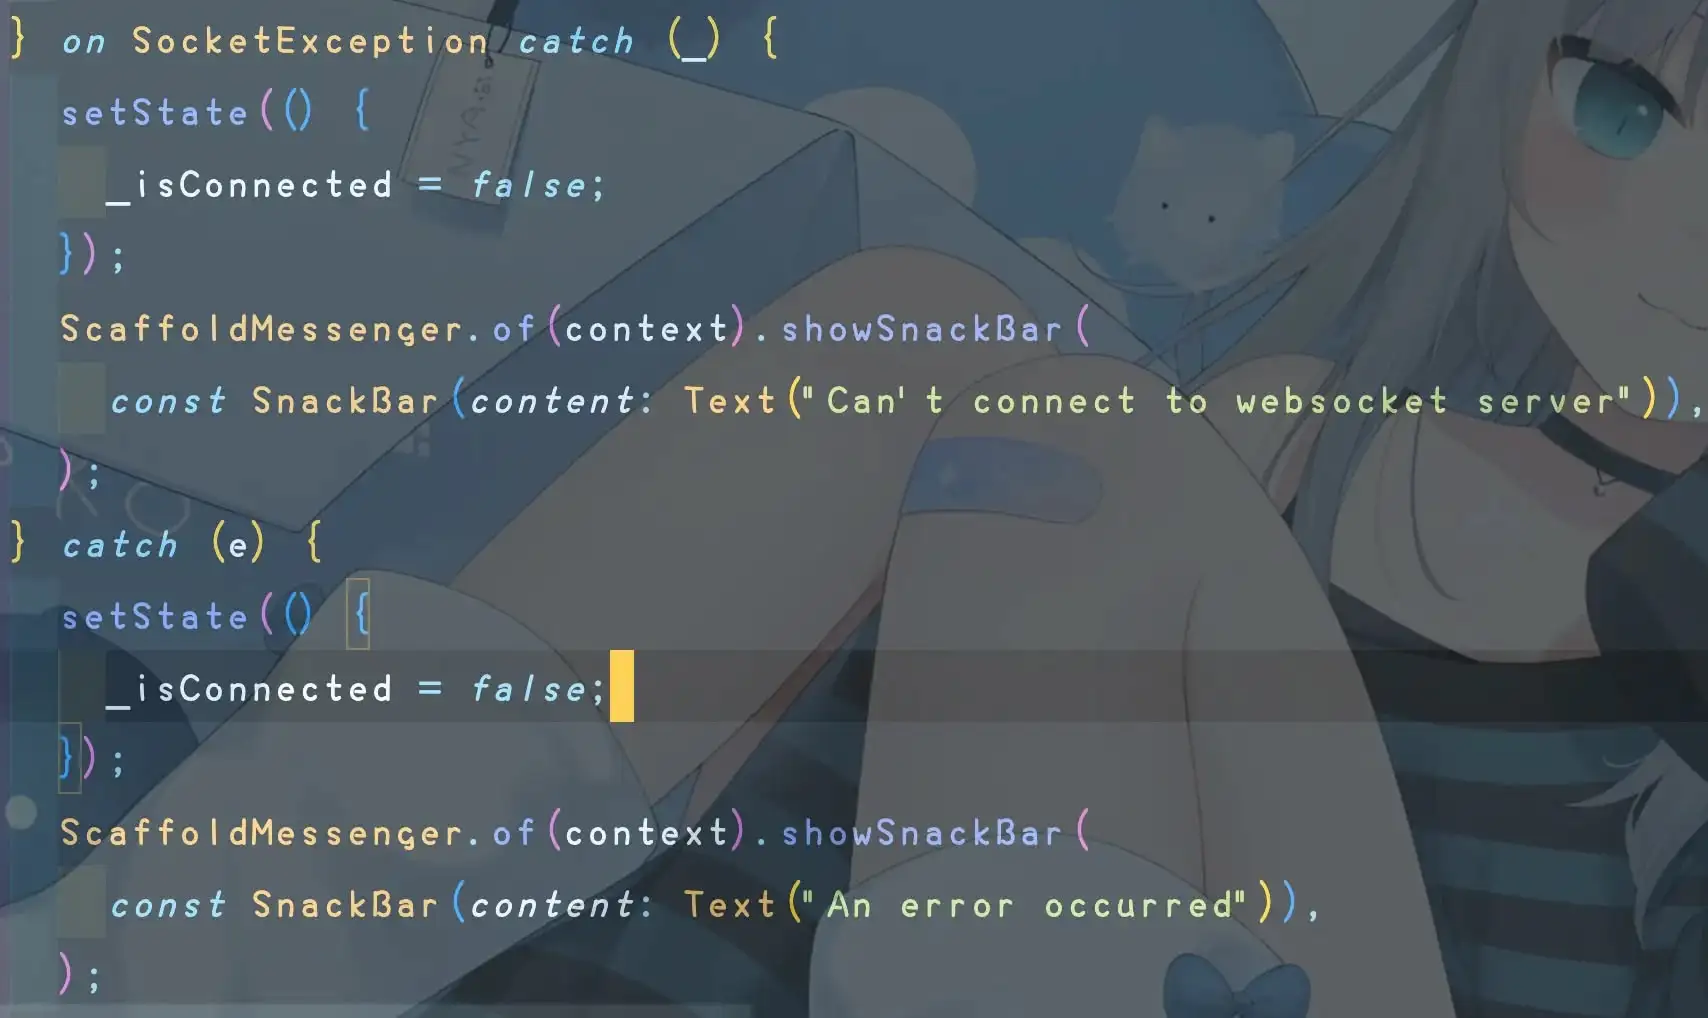 } on SocketException catch (_) {
setState(() {
_isConnected = false;
});
ScaffoldMessenger.of(context).showSnackBar(
const SnackBar(content: Text("Can't connect to websocket server")),
);
} catch (e) {
setState(() {
_isConnected = false;
});
ScaffoldMessenger.of(context).showSnackBar(
const SnackBar(content: Text("An error occurred")),
);